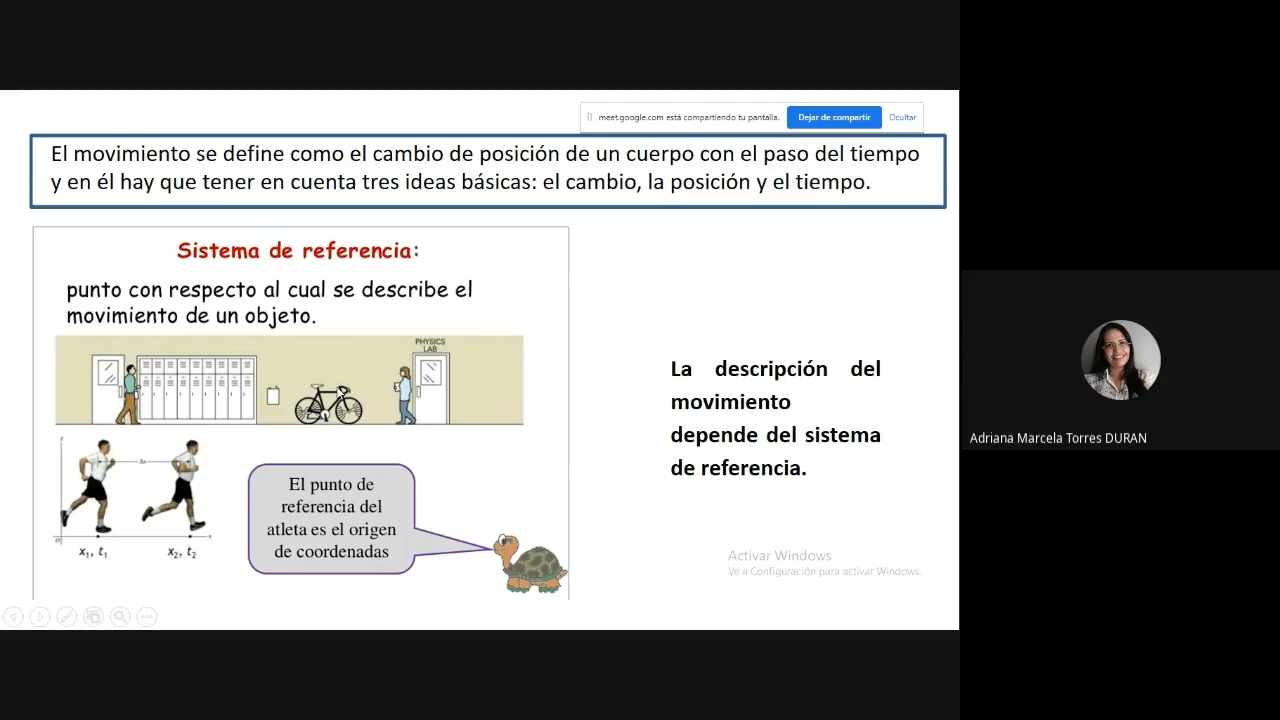 meet.google.com está compartiendo tu pantalla.
Dejar de compartir
Ocultar
El movimiento se define como el cambio de posición de un cuerpo con el paso del tiempo
y en él hay que tener en cuenta tres ideas básicas: el cambio, la posición y el tiempo.
Sistema de referencia:
punto con respecto al cual se describe el
movimiento de un objeto.
PHYSICS
LAB
y
Δx
O
x
x₁, t₁
x₂, t₂
El punto de
referencia del
atleta es el origen
de coordenadas
La descripción del
movimiento
depende del sistema
de referencia.
Activar Windows
Ve a Configuración para activar Windows.
Adriana Marcela Torres DURAN